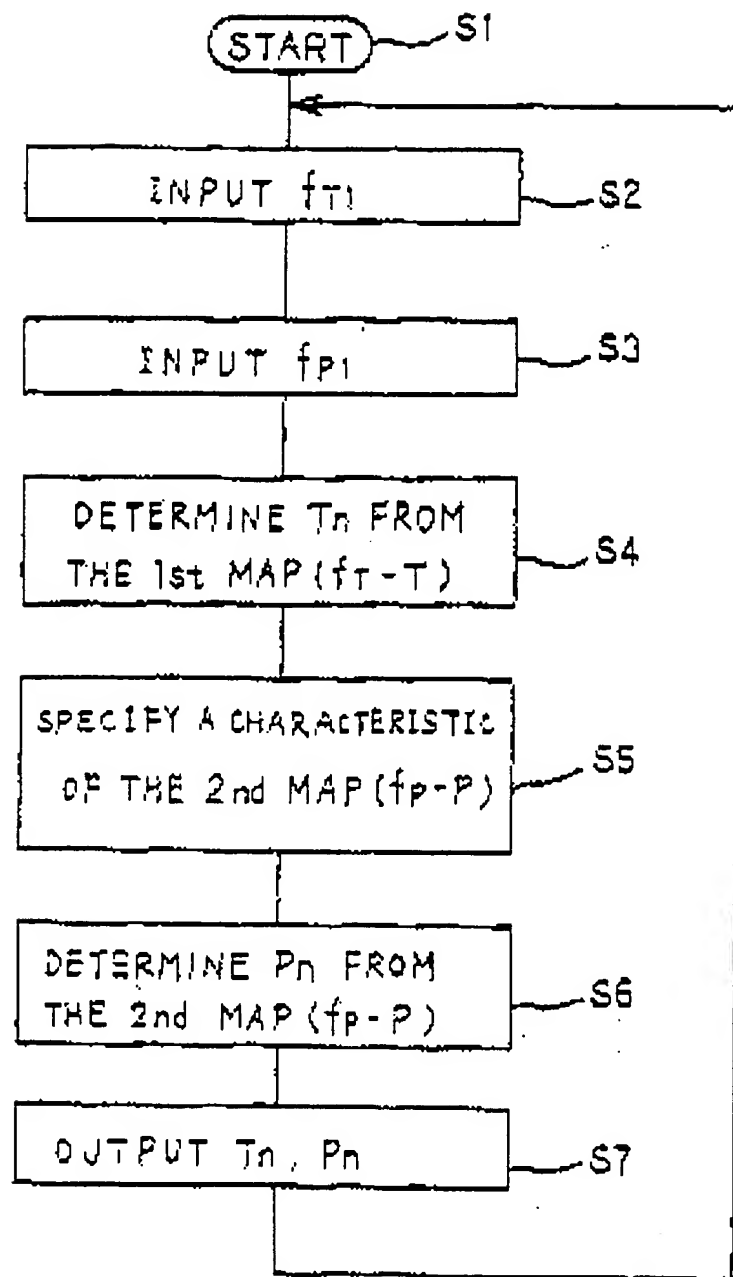 START S1
INPUT fT1 S2
INPUT fP1 S3
DETERMINE Tn FROM
THE 1st MAP (fT-T) S4
SPECIFY A CHARACTERISTIC
OF THE 2nd MAP (fP-P) S5
DETERMINE Pn FROM
THE 2nd MAP (fP-P) S6
OUTPUT Tn, Pn S7